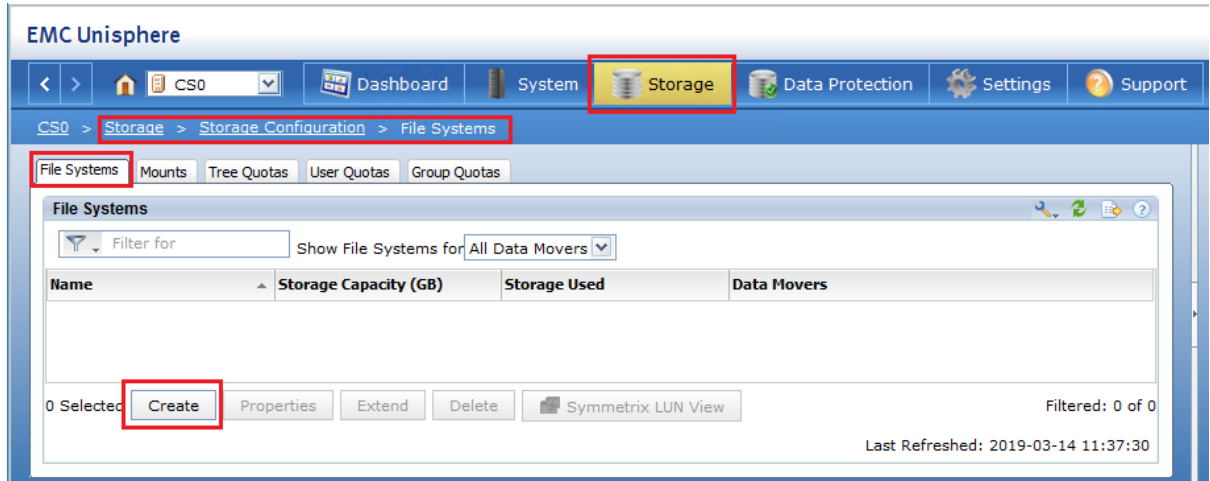 EMC Unisphere
< > CS0 Dashboard System Storage Data Protection Settings ? Support
CS0 > Storage > Storage Configuration > File Systems
File Systems Mounts Tree Quotas User Quotas Group Quotas
File Systems ?
Filter for Show File Systems for All Data Movers
Name Storage Capacity (GB) Storage Used Data Movers
0 Selected Create Properties Extend Delete Symmetrix LUN View Filtered: 0 of 0
Last Refreshed: 2019-03-14 11:37:30